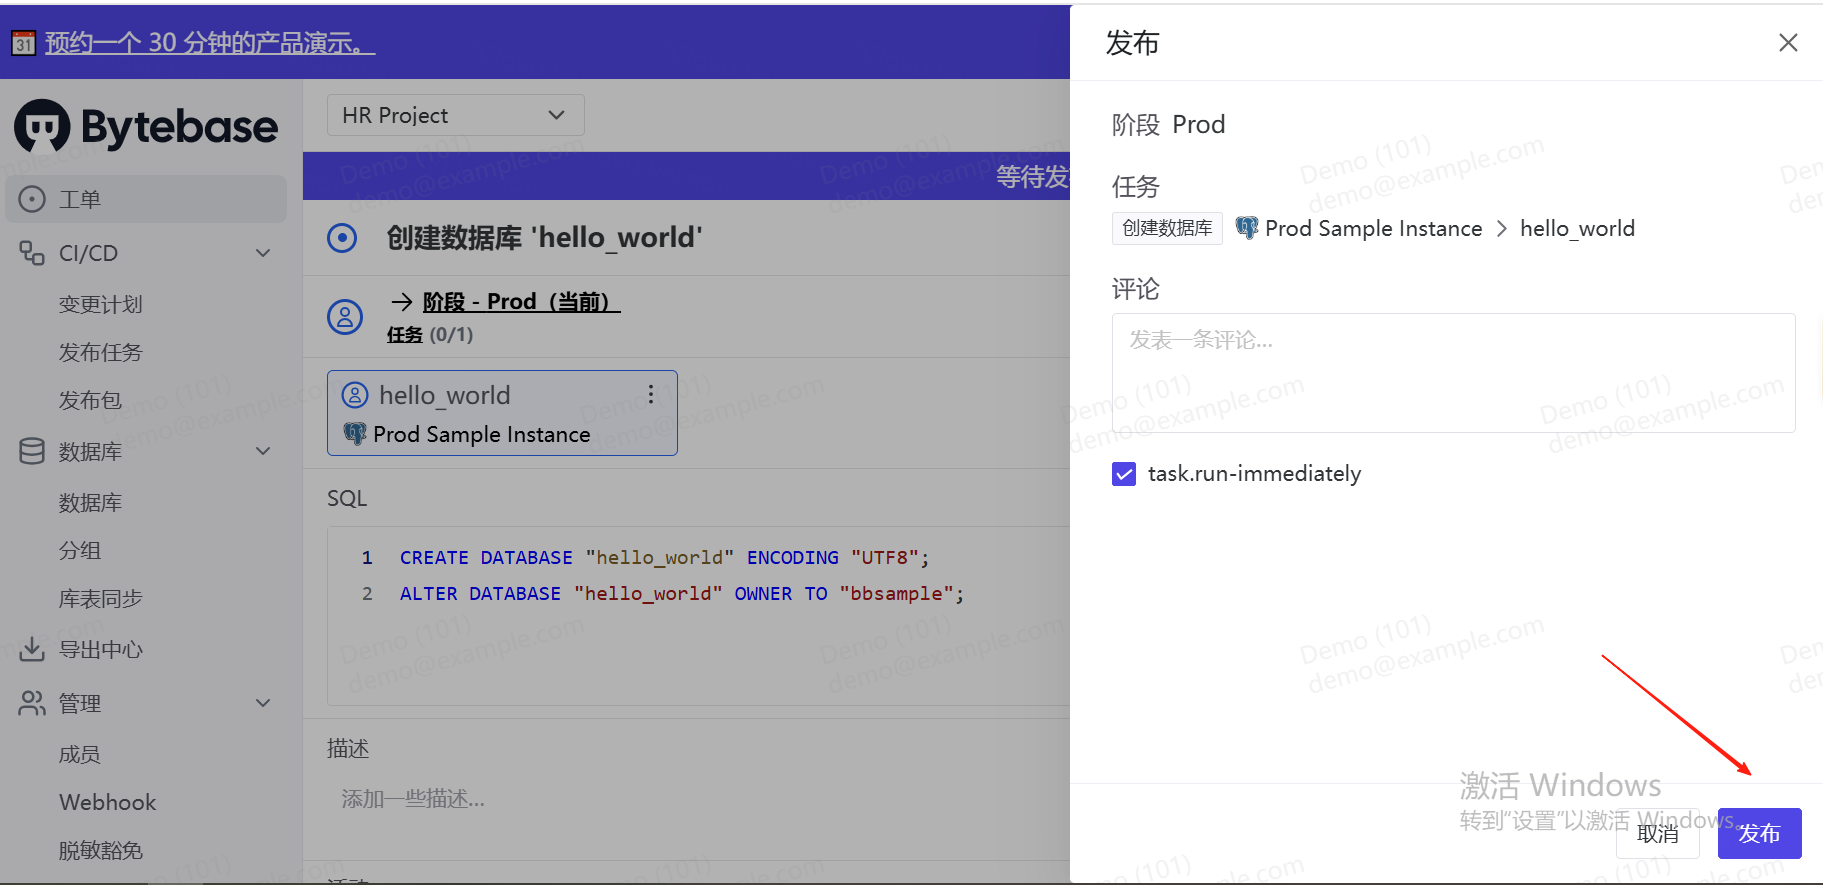 31
预约一个 30 分钟的产品演示。
Bytebase
工单
CI/CD
变更计划
发布任务
发布包
数据库
数据库
分组
库表同步
导出中心
管理
成员
Webhook
脱敏豁免
HR Project
等待发
创建数据库 'hello_world'
→ 阶段 - Prod（当前）
任务 (0/1)
hello_world
Prod Sample Instance
SQL
1 CREATE DATABASE "hello_world" ENCODING "UTF8";
2 ALTER DATABASE "hello_world" OWNER TO "bbsample";
描述
添加一些描述...
活动
发布
阶段 Prod
任务
创建数据库 Prod Sample Instance > hello_world
评论
发表一条评论...
task.run-immediately
激活 Windows
转到“设置”以激活 Windows。
取消
发布
Demo (101)
demo@example.com